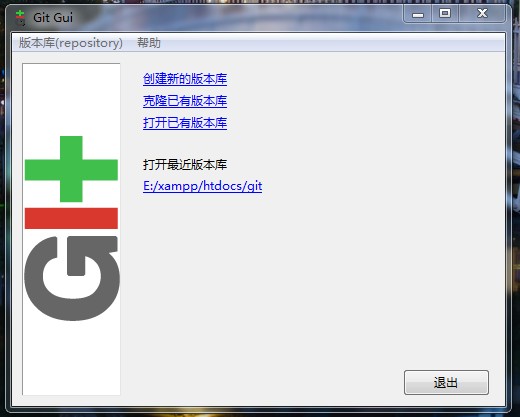 Git Gui
版本库(repository) 帮助
创建新的版本库
克隆已有版本库
打开已有版本库
打开最近版本库
E:/xampp/htdocs/git
GIt
退出